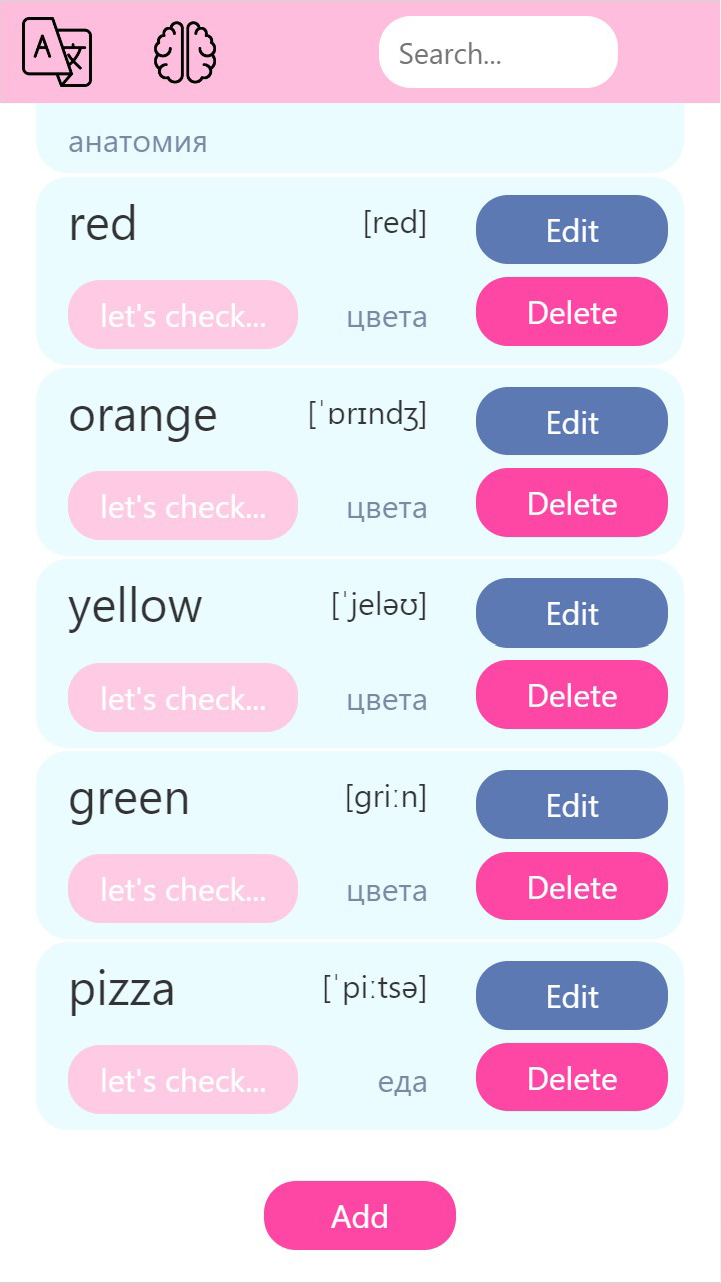 A 文
Search...
анатомия
red [red] Edit
let's check... цвета Delete
orange [ˈɒrɪndʒ] Edit
let's check... цвета Delete
yellow [ˈjeləʊ] Edit
let's check... цвета Delete
green [griːn] Edit
let's check... цвета Delete
pizza [ˈpiːtsə] Edit
let's check... еда Delete
Add